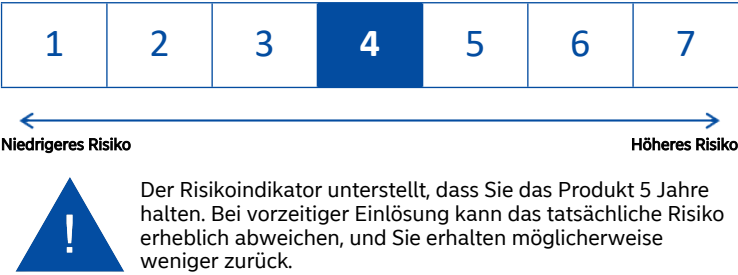 1 2 3 4 5 6 7
Niedrigeres Risiko Höheres Risiko
!
Der Risikoindikator unterstellt, dass Sie das Produkt 5 Jahre
halten. Bei vorzeitiger Einlösung kann das tatsächliche Risiko
erheblich abweichen, und Sie erhalten möglicherweise
weniger zurück.